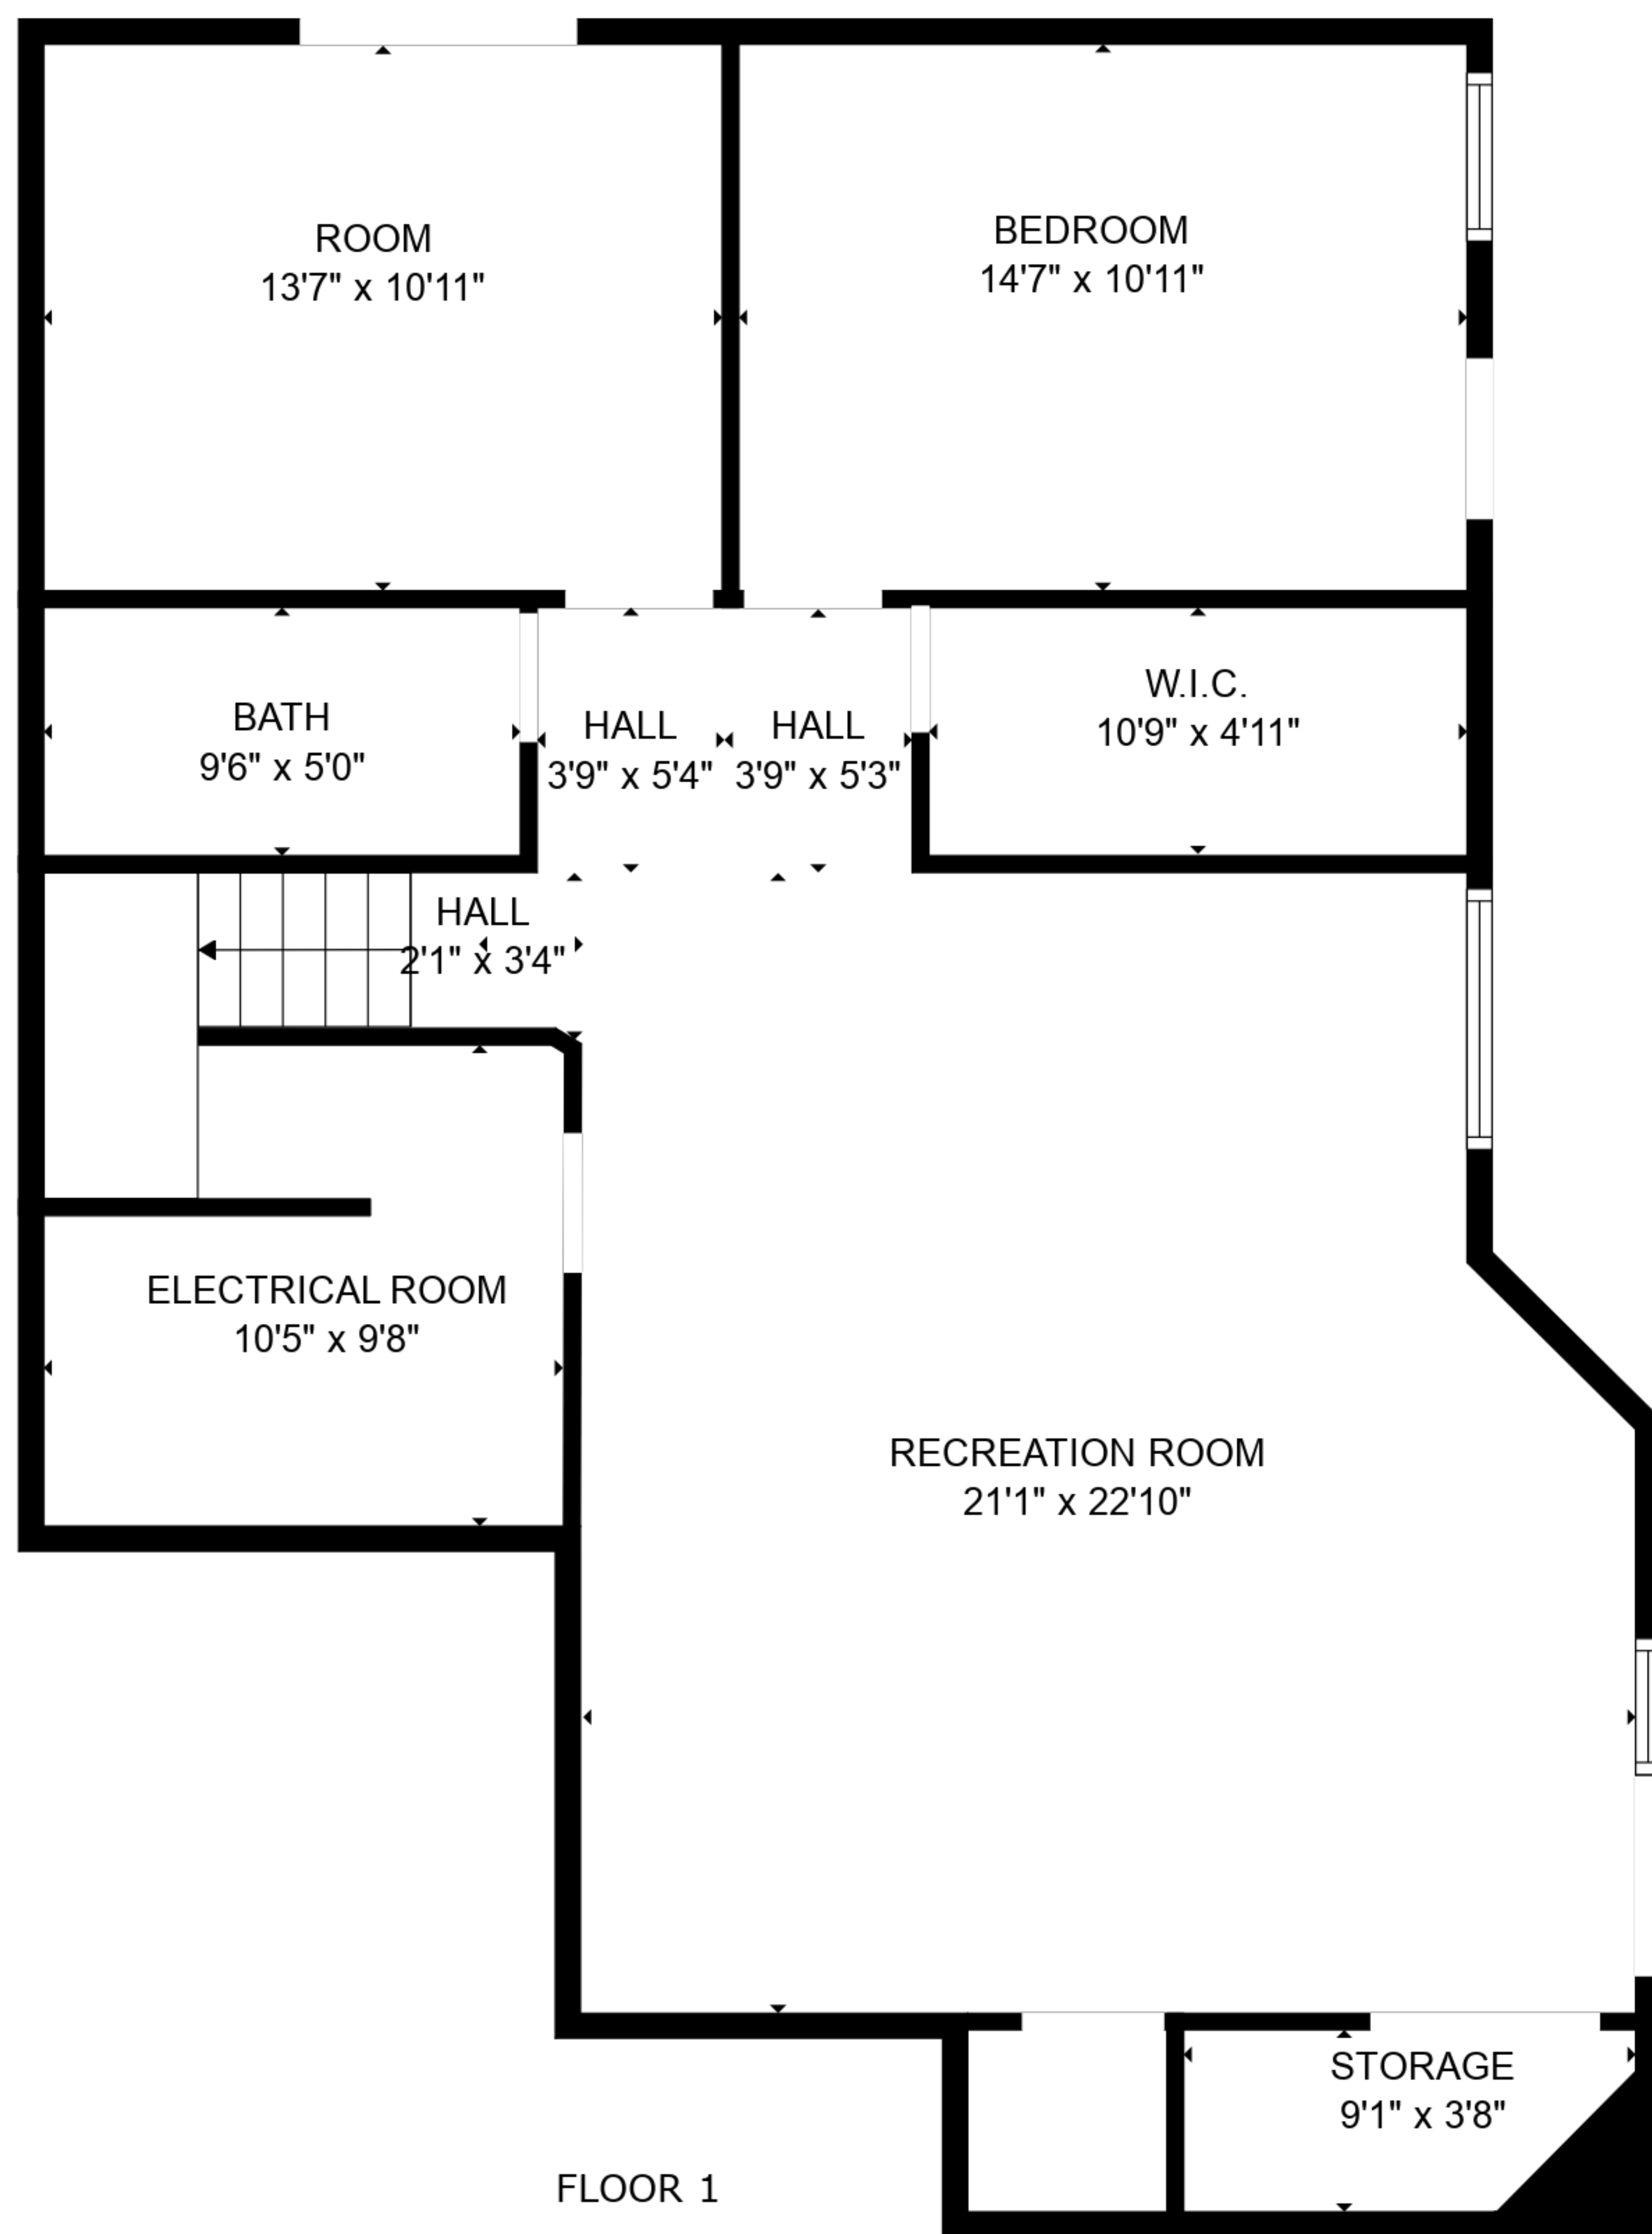 ROOM
13'7" x 10'11"
BEDROOM
14'7" x 10'11"
BATH
9'6" x 5'0"
HALL
3'9" x 5'4"
HALL
3'9" x 5'3"
W.I.C.
10'9" x 4'11"
HALL
2'1" x 3'4"
ELECTRICAL ROOM
10'5" x 9'8"
RECREATION ROOM
21'1" x 22'10"
STORAGE
9'1" x 3'8"
FLOOR 1